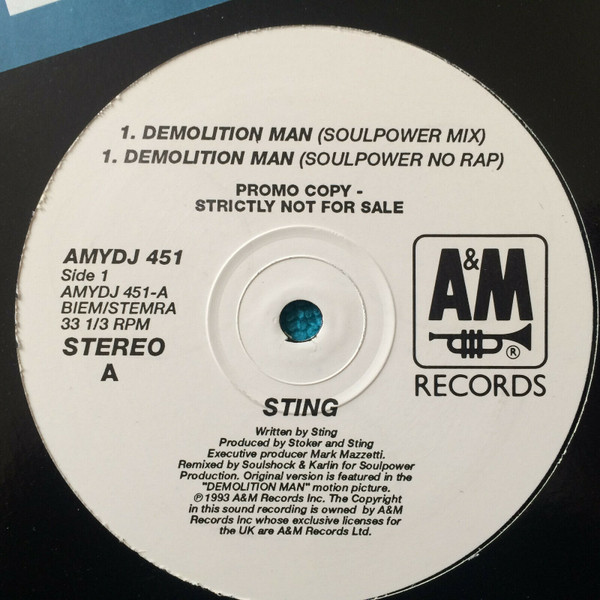 1. DEMOLITION MAN (SOULPOWER MIX)
1. DEMOLITION MAN (SOULPOWER NO RAP)
PROMO COPY -
STRICTLY NOT FOR SALE
AMYDJ 451
Side 1
AMYDJ 451-A
BIEM/STEMRA
33 1/3 RPM
STEREO
A
A&M
®
RECORDS
STING
Written by Sting
Produced by Stoker and Sting
Executive producer Mark Mazzetti.
Remixed by Soulshock & Karlin for Soulpower
Production. Original version is featured in the
"DEMOLITION MAN" motion picture.
℗ 1993 A&M Records Inc. The Copyright
in this sound recording is owned by A&M
Records Inc whose exclusive licenses for
the UK are A&M Records Ltd.